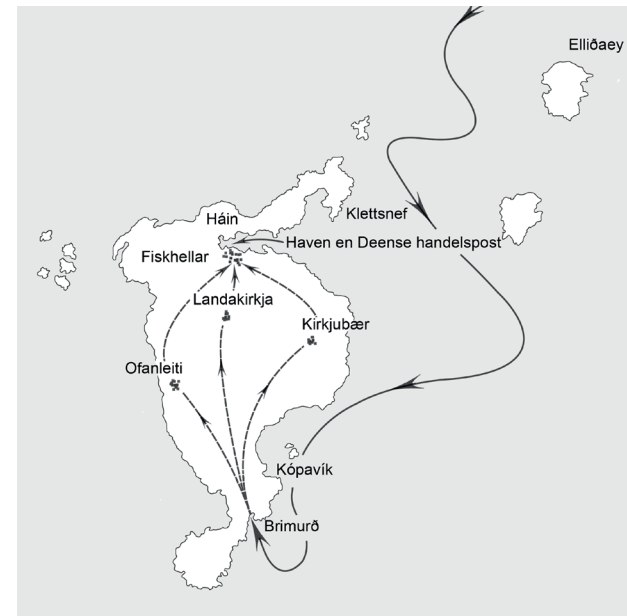 Elliðaey
Klettsnef
Háin
Haven en Deense handelspost
Fiskhellar
Landakirkja
Kirkjubær
Ofanleiti
Kópavík
Brimurð